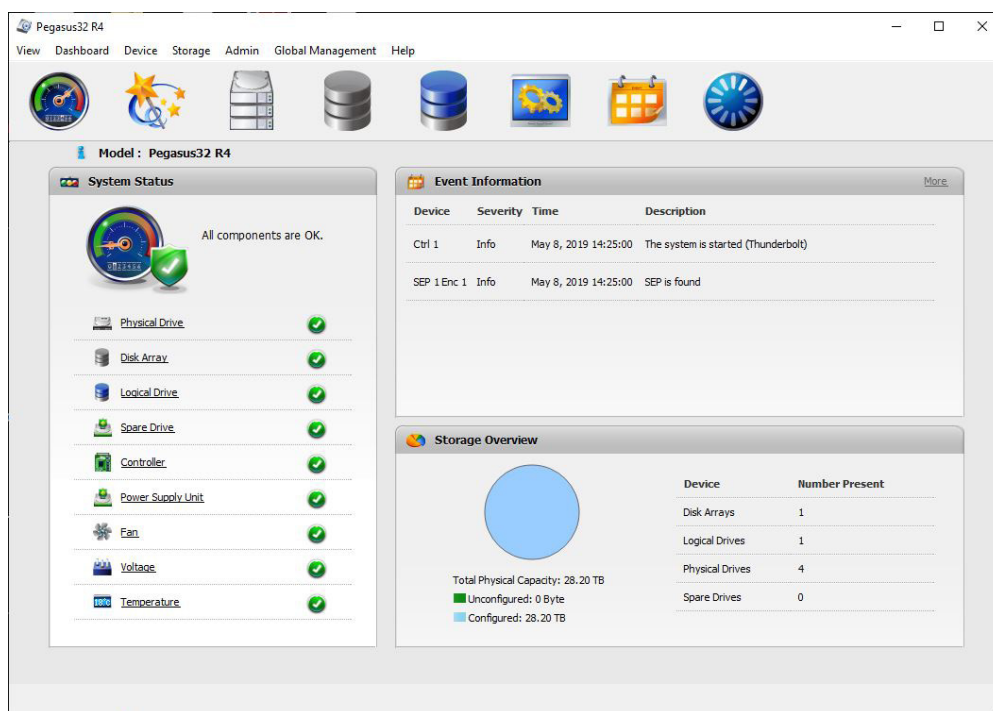 Pegasus32 R4
View Dashboard Device Storage Admin Global Management Help
Model : Pegasus32 R4
System Status
All components are OK.
Physical Drive
Disk Array
Logical Drive
Spare Drive
Controller
Power Supply Unit
Fan
Voltage
Temperature
Event Information More
Device Severity Time Description
Ctrl 1 Info May 8, 2019 14:25:00 The system is started (Thunderbolt)
SEP 1 Enc 1 Info May 8, 2019 14:25:00 SEP is found
Storage Overview
Total Physical Capacity: 28.20 TB
Unconfigured: 0 Byte
Configured: 28.20 TB
Device Number Present
Disk Arrays 1
Logical Drives 1
Physical Drives 4
Spare Drives 0